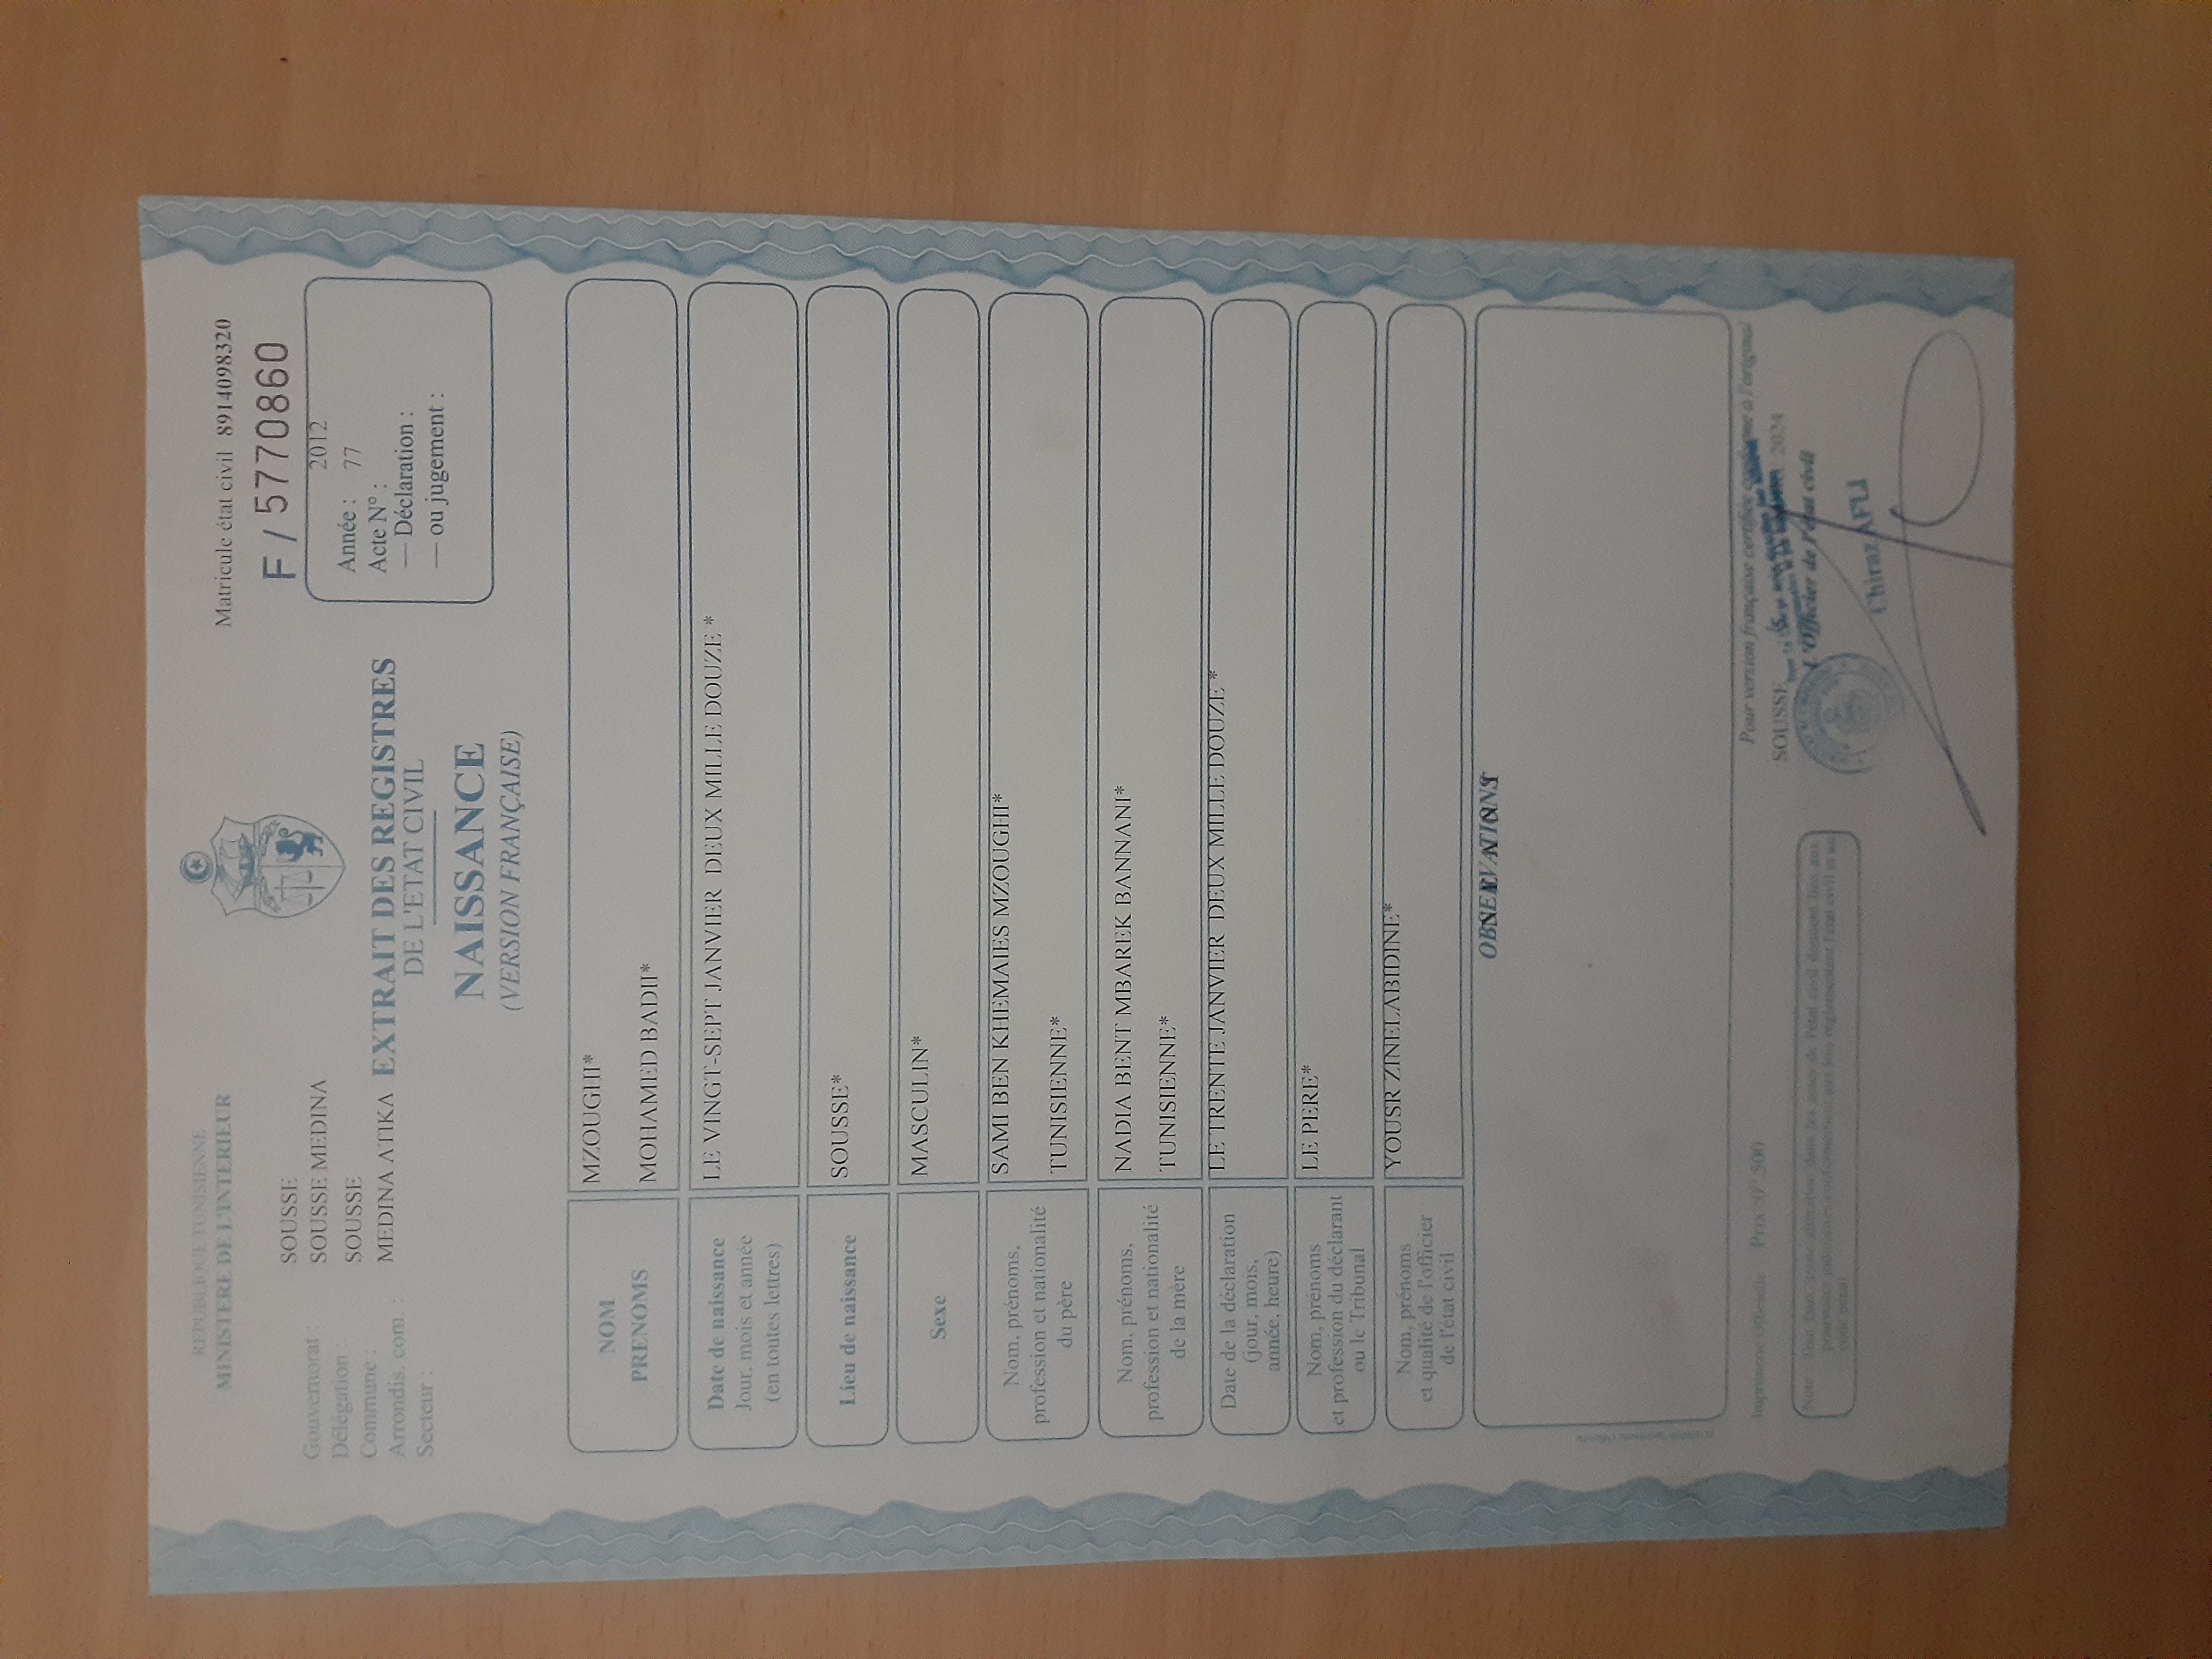 REPUBLIQUE TUNISIENNE
MINISTERE DE L'INTERIEUR
Matricule état civil 8914098320
F / 5770860
Gouvernorat : SOUSSE
Délégation : SOUSSE MEDINA
Commune : SOUSSE
Arrondis. com. : MEDINA ATIKA
Secteur :
Année : 2012
Acte N° : 77
— Déclaration :
— ou jugement :
EXTRAIT DES REGISTRES
DE L'ETAT CIVIL
NAISSANCE
(VERSION FRANÇAISE)
NOM
MZOUGHI*
PRENOMS
MOHAMED BADII*
Date de naissance
Jour, mois et année
(en toutes lettres)
LE VINGT-SEPT JANVIER DEUX MILLE DOUZE *
Lieu de naissance
SOUSSE*
Sexe
MASCULIN*
Nom, prénoms,
profession et nationalité
du père
SAMI BEN KHEMAIES MZOUGHI*
TUNISIENNE*
Nom, prénoms,
profession et nationalité
de la mère
NADIA BENT MBAREK BANNANI*
TUNISIENNE*
Date de la déclaration
(jour, mois,
année, heure)
LE TRENTE JANVIER DEUX MILLE DOUZE *
Nom, prénoms
et profession du déclarant
ou le Tribunal
LE PERE*
Nom, prénoms
et qualité de l'officier
de l'état civil
YOUSR ZINELABIDINE*
OBSERVATIONS
Pour version française certifiée conforme à l'original
SOUSSE 2024
L'Officier de l'état civil
Chiraz AFLI
Imprimerie Officielle Prix : 0d, 500